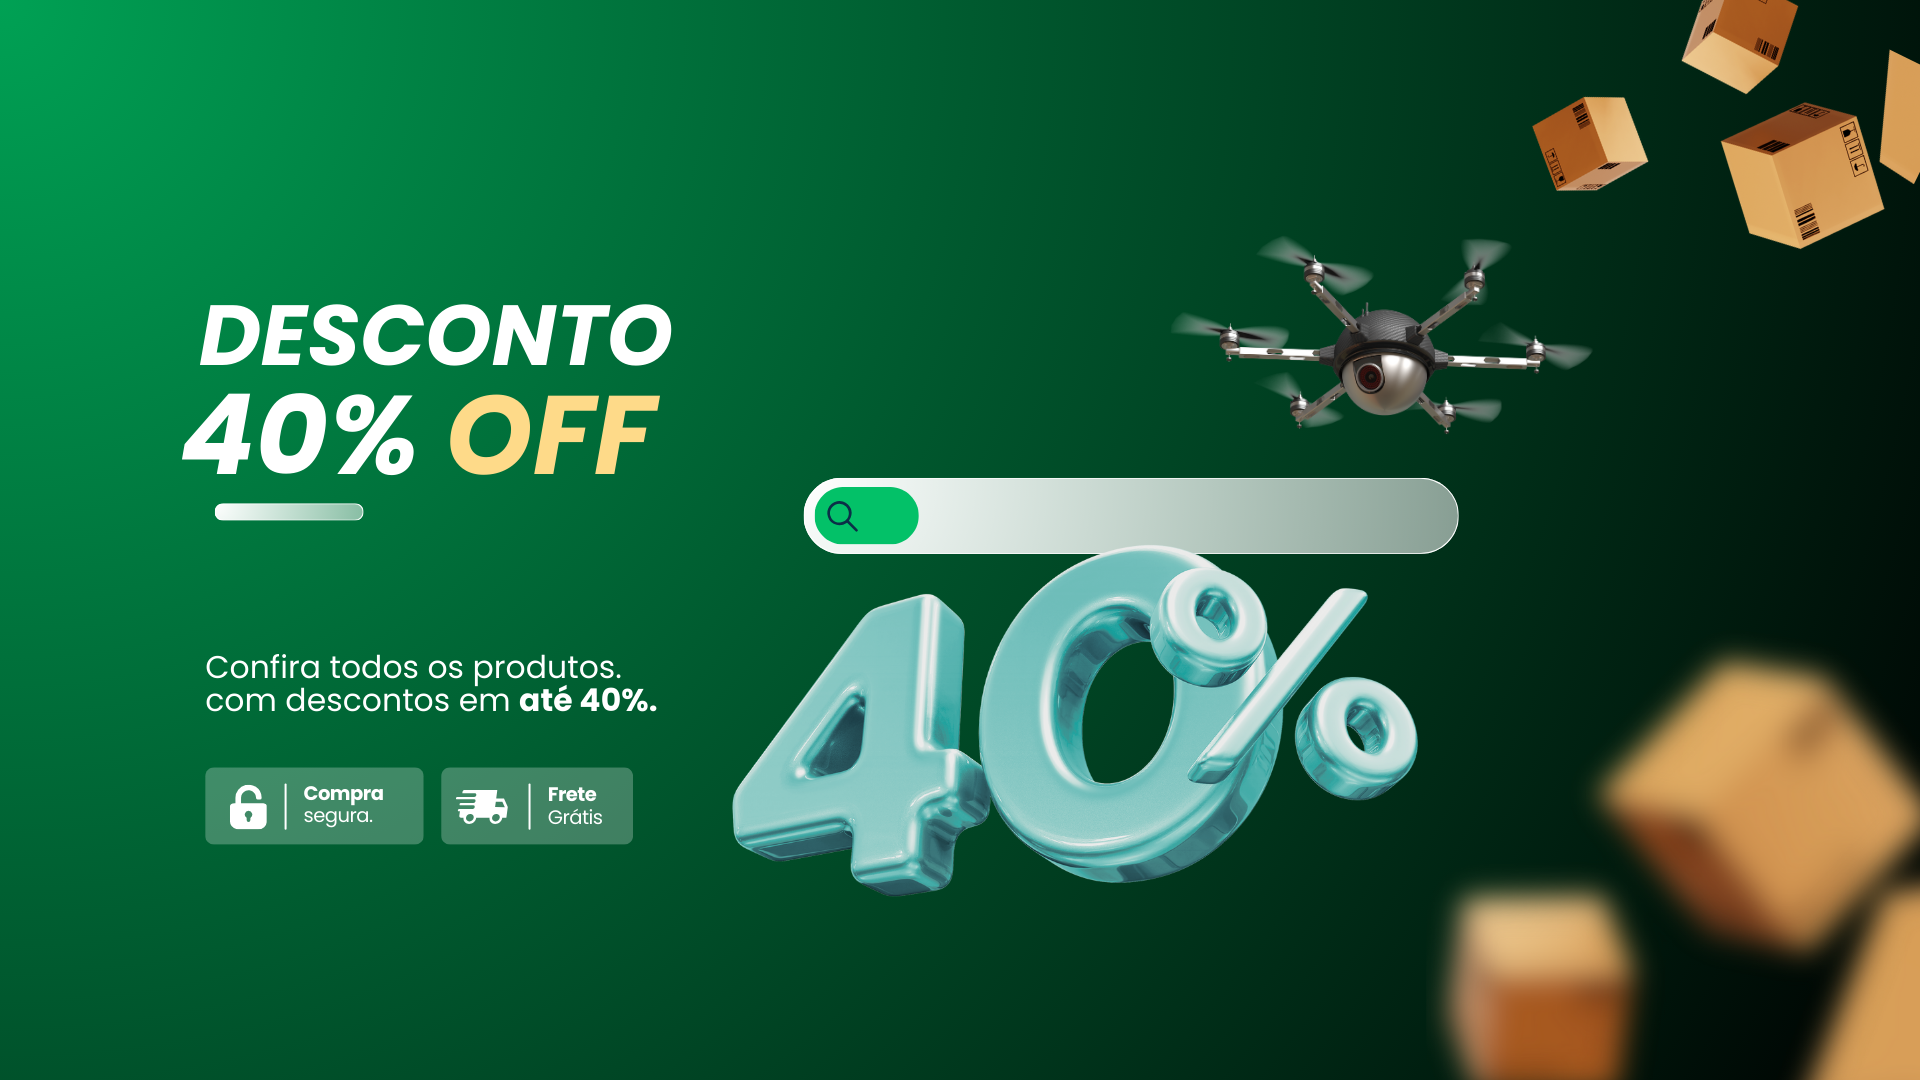 DESCONTO
40% OFF
Confira todos os produtos.
com descontos em até 40%.
Compra
segura.
Frete
Grátis
40%